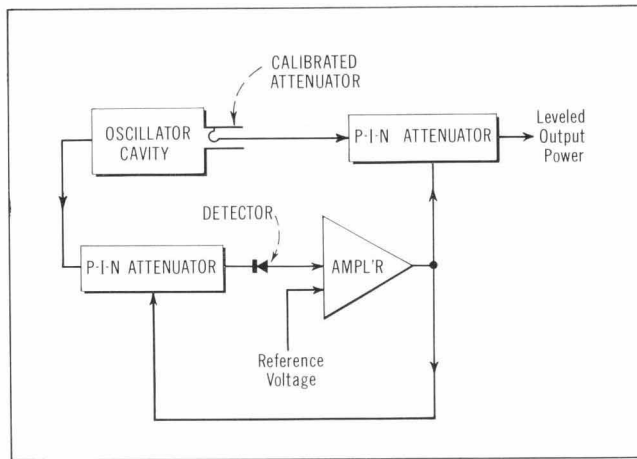 CALIBRATED
ATTENUATOR
OSCILLATOR
CAVITY
P-I-N ATTENUATOR
Leveled
Output
Power
DETECTOR
P-I-N ATTENUATOR
AMPL'R
Reference
Voltage